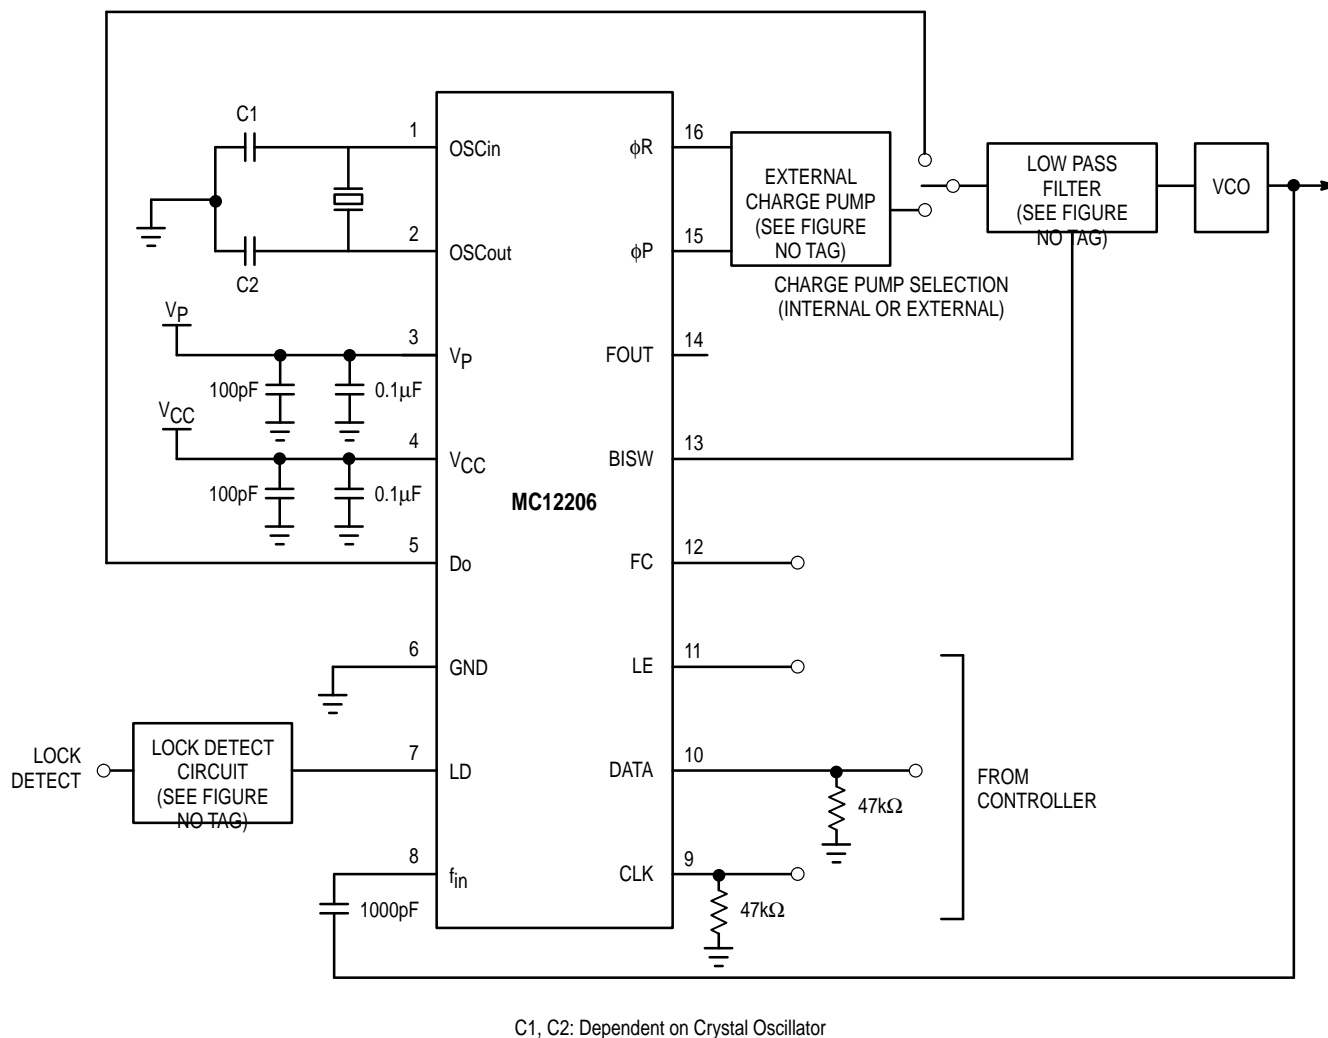 C1
1
OSCin
2
OSCout
C2
VP
3
VP
100pF
0.1μF
VCC
4
VCC
100pF
0.1μF
5
Do
6
GND
LOCK
DETECT
LOCK DETECT
CIRCUIT
(SEE FIGURE
NO TAG)
7
LD
8
fin
1000pF
MC12206
16
ϕR
15
ϕP
EXTERNAL
CHARGE PUMP
(SEE FIGURE
NO TAG)
CHARGE PUMP SELECTION
(INTERNAL OR EXTERNAL)
LOW PASS
FILTER
(SEE FIGURE
NO TAG)
VCO
14
FOUT
13
BISW
12
FC
11
LE
10
DATA
47kΩ
9
CLK
47kΩ
FROM
CONTROLLER
C1, C2: Dependent on Crystal Oscillator